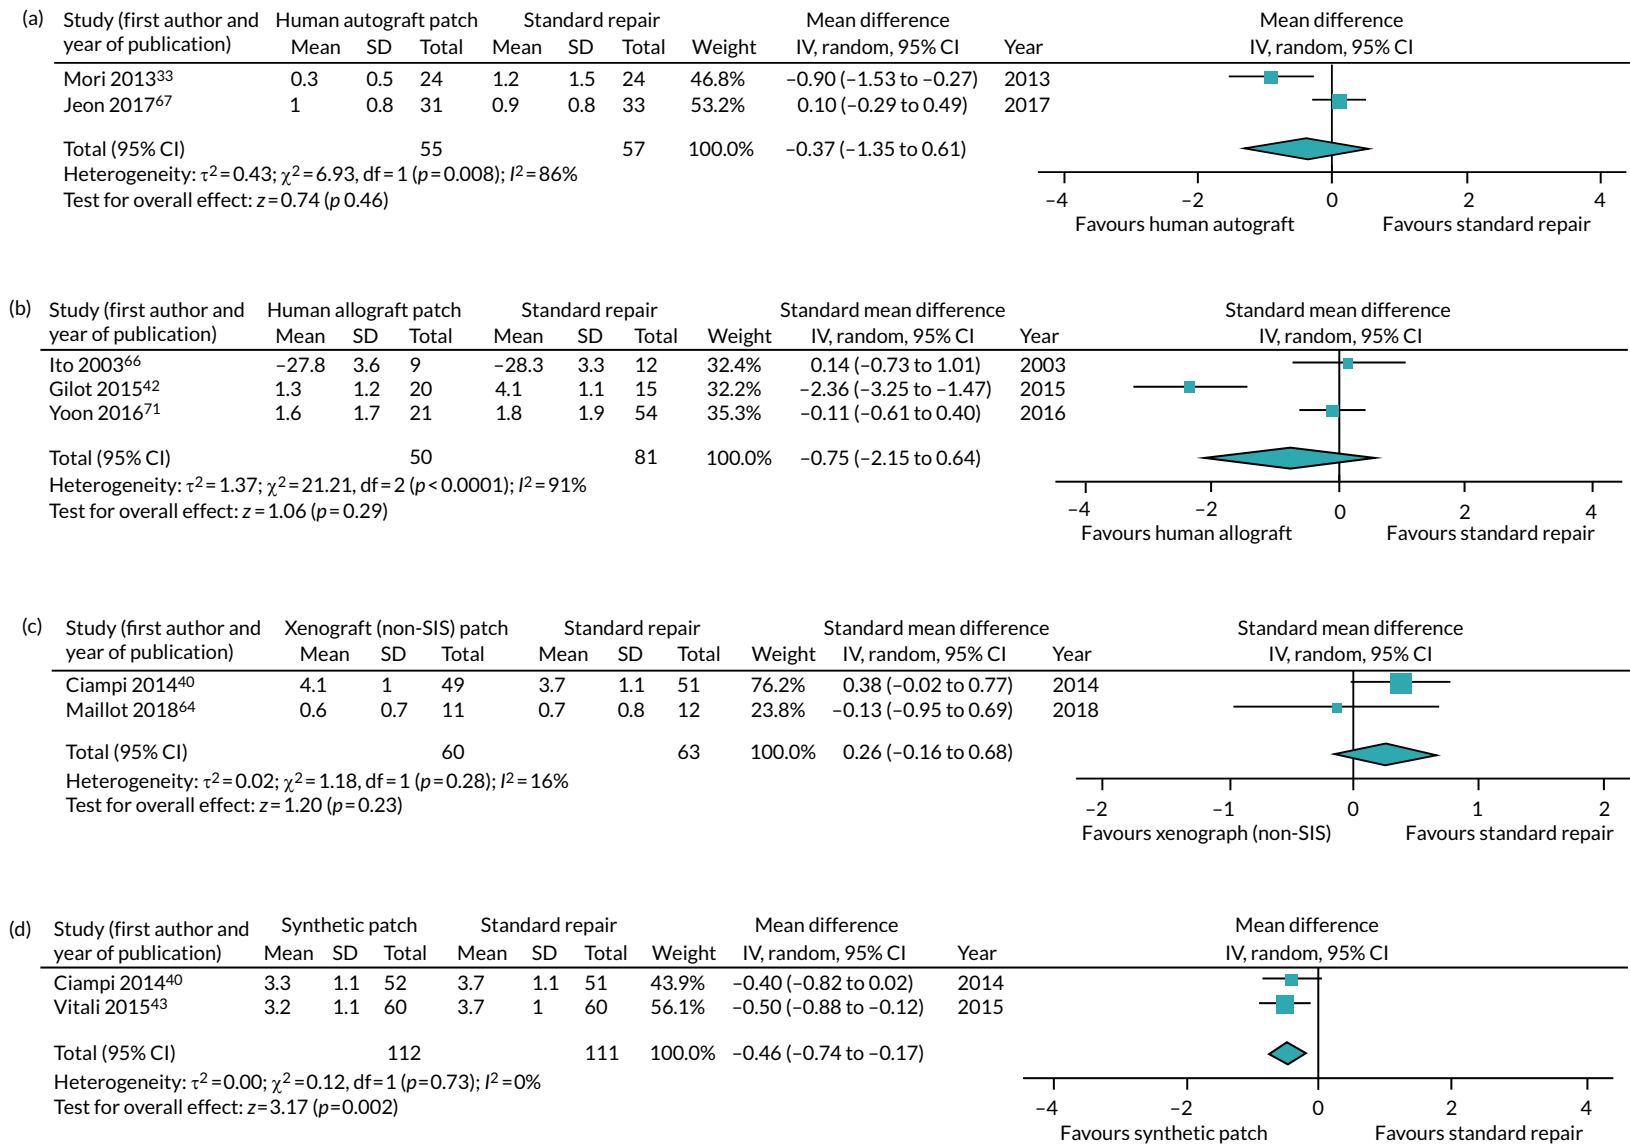 (a) Study (first author and Human autograft patch Standard repair Mean difference Mean difference
year of publication) Mean SD Total Mean SD Total Weight IV, random, 95% CI Year IV, random, 95% CI
Mori 2013³³ 0.3 0.5 24 1.2 1.5 24 46.8% −0.90 (−1.53 to −0.27) 2013
Jeon 2017⁶⁷ 1 0.8 31 0.9 0.8 33 53.2% 0.10 (−0.29 to 0.49) 2017
Total (95% CI) 55 57 100.0% −0.37 (−1.35 to 0.61)
Heterogeneity: τ²=0.43; χ²=6.93, df=1 (p=0.008); I²=86%
Test for overall effect: z=0.74 (p 0.46)
−4 −2 0 2 4
Favours human autograft Favours standard repair
(b) Study (first author and Human allograft patch Standard repair Standard mean difference Standard mean difference
year of publication) Mean SD Total Mean SD Total Weight IV, random, 95% CI Year IV, random, 95% CI
Ito 2003⁶⁶ −27.8 3.6 9 −28.3 3.3 12 32.4% 0.14 (−0.73 to 1.01) 2003
Gilot 2015⁴² 1.3 1.2 20 4.1 1.1 15 32.2% −2.36 (−3.25 to −1.47) 2015
Yoon 2016⁷¹ 1.6 1.7 21 1.8 1.9 54 35.3% −0.11 (−0.61 to 0.40) 2016
Total (95% CI) 50 81 100.0% −0.75 (−2.15 to 0.64)
Heterogeneity: τ²=1.37; χ²=21.21, df=2 (p<0.0001); I²=91%
Test for overall effect: z=1.06 (p=0.29)
−4 −2 0 2 4
Favours human allograft Favours standard repair
(c) Study (first author and Xenograft (non-SIS) patch Standard repair Standard mean difference Standard mean difference
year of publication) Mean SD Total Mean SD Total Weight IV, random, 95% CI Year IV, random, 95% CI
Ciampi 2014⁴⁰ 4.1 1 49 3.7 1.1 51 76.2% 0.38 (−0.02 to 0.77) 2014
Maillot 2018⁶⁴ 0.6 0.7 11 0.7 0.8 12 23.8% −0.13 (−0.95 to 0.69) 2018
Total (95% CI) 60 63 100.0% 0.26 (−0.16 to 0.68)
Heterogeneity: τ²=0.02; χ²=1.18, df=1 (p=0.28); I²=16%
Test for overall effect: z=1.20 (p=0.23)
−2 −1 0 1 2
Favours xenograph (non-SIS) Favours standard repair
(d) Study (first author and Synthetic patch Standard repair Mean difference Mean difference
year of publication) Mean SD Total Mean SD Total Weight IV, random, 95% CI Year IV, random, 95% CI
Ciampi 2014⁴⁰ 3.3 1.1 52 3.7 1.1 51 43.9% −0.40 (−0.82 to 0.02) 2014
Vitali 2015⁴³ 3.2 1.1 60 3.7 1 60 56.1% −0.50 (−0.88 to −0.12) 2015
Total (95% CI) 112 111 100.0% −0.46 (−0.74 to −0.17)
Heterogeneity: τ²=0.00; χ²=0.12, df=1 (p=0.73); I²=0%
Test for overall effect: z=3.17 (p=0.002)
−4 −2 0 2 4
Favours synthetic patch Favours standard repair